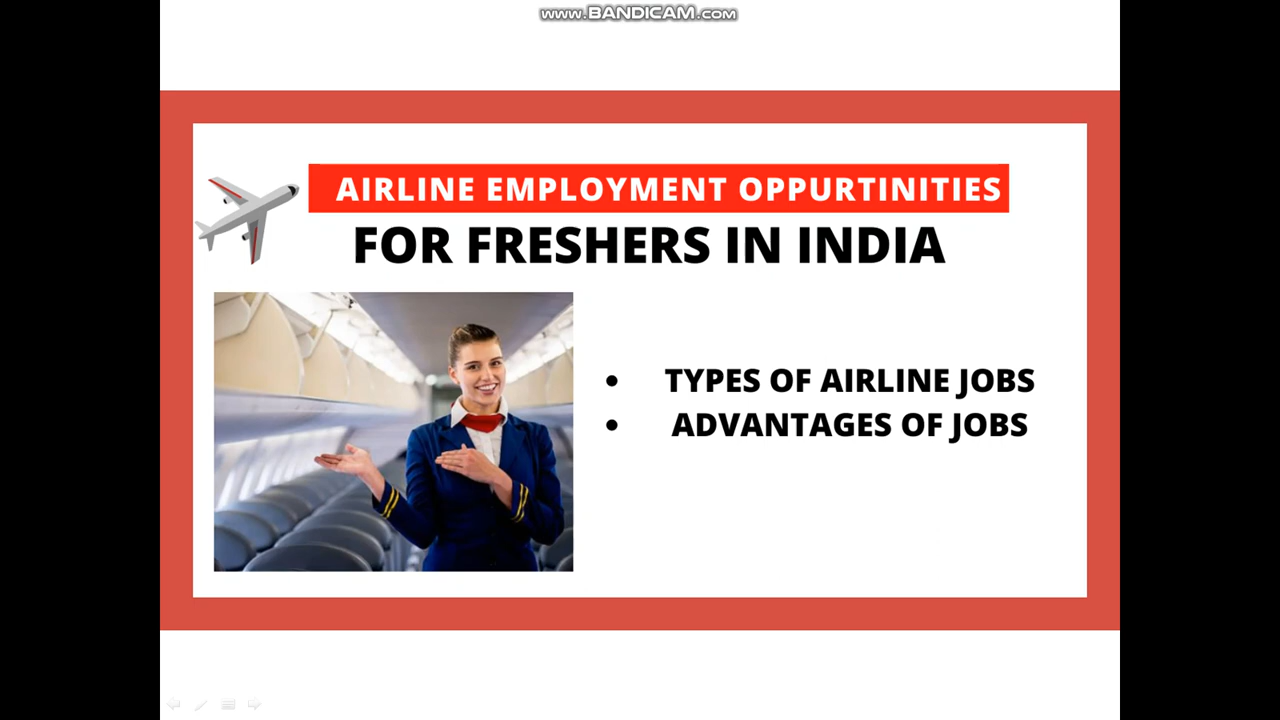 www.BANDICAM.com
AIRLINE EMPLOYMENT OPPURTINITIES
FOR FRESHERS IN INDIA
• TYPES OF AIRLINE JOBS
• ADVANTAGES OF JOBS